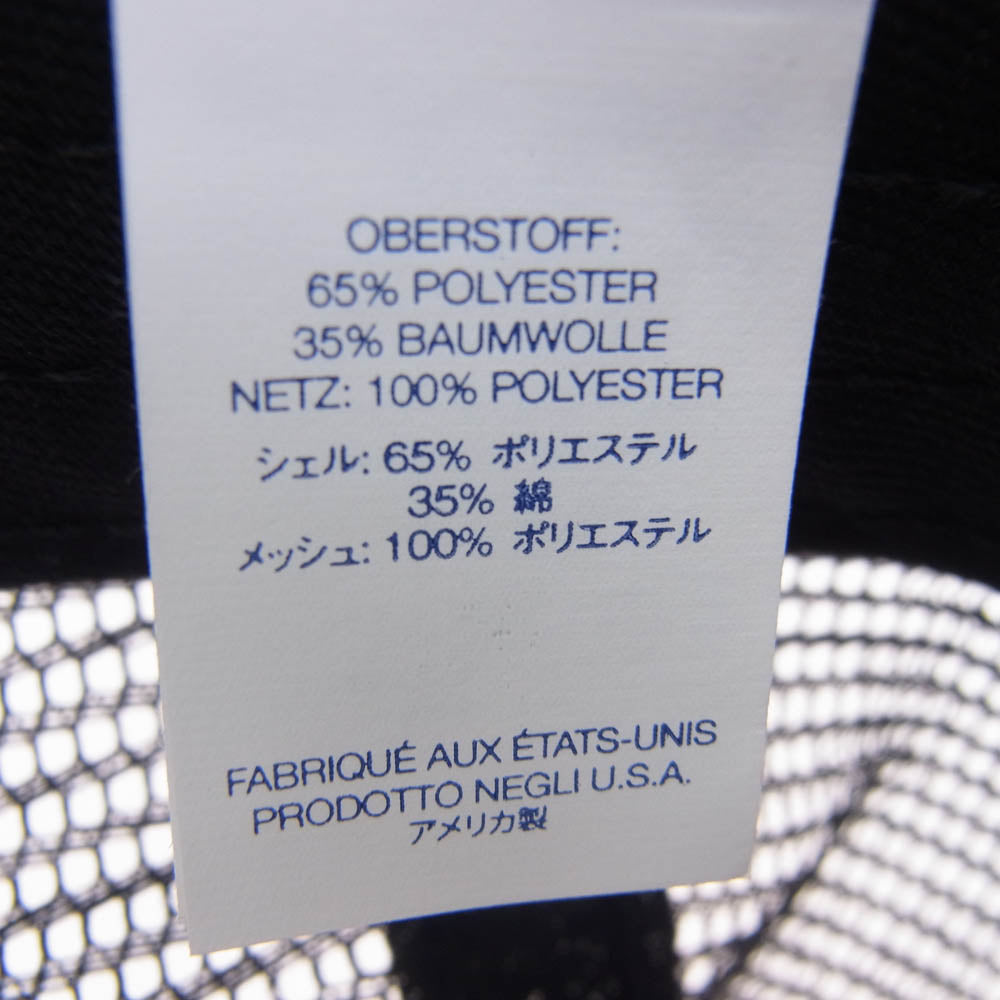 OBERSTOFF:
65% POLYESTER
35% BAUMWOLLE
NETZ: 100% POLYESTER
シェル: 65% ポリエステル
35% 綿
メッシュ: 100% ポリエステル
FABRIQUÉ AUX ÉTATS-UNIS
PRODOTTO NEGLI U.S.A.
アメリカ製